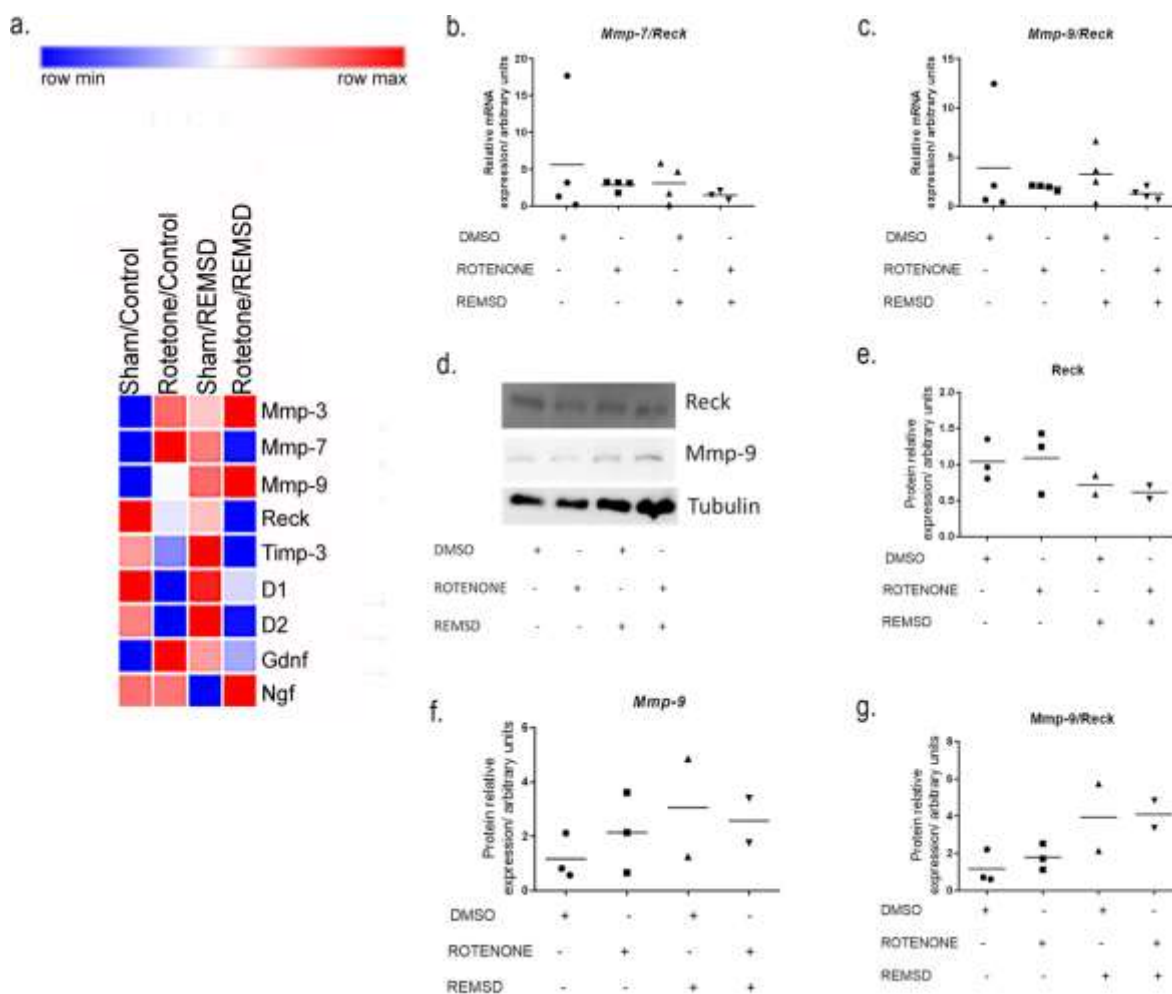 a.
row min row max
Sham/Control
Rotetone/Control
Sham/REMSD
Rotetone/REMSD
Mmp-3
Mmp-7
Mmp-9
Reck
Timp-3
D1
D2
Gdnf
Ngf
b.
Mmp-7/Reck
Relative mRNA
expression/ arbitrary units
20
15
10
5
0
DMSO + - + -
ROTENONE - + - +
REMSD - - + +
c.
Mmp-9/Reck
Relative mRNA
expression/ arbitrary units
15
10
5
0
+ - + -
- + - +
- - + +
d.
Reck
Mmp-9
Tubulin
DMSO + - + -
ROTENONE - + - +
REMSD - - + +
e.
Reck
Protein relative
expression/ arbitrary units
1.5
1.0
0.5
0.0
DMSO + - + -
ROTENONE - + - +
REMSD - - + +
f.
Mmp-9
Protein relative
expression/ arbitrary units
6
4
2
0
DMSO + - + -
ROTENONE - + - +
REMSD - - + +
g.
Mmp-9/Reck
Protein relative
expression/ arbitrary units
8
6
4
2
0
DMSO + - + -
ROTENONE - + - +
REMSD - - + +